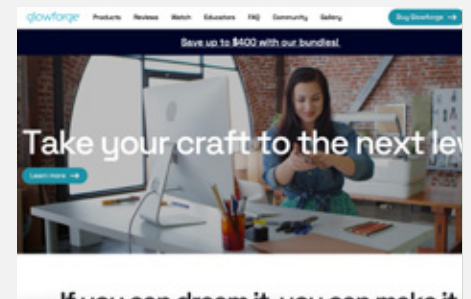 glowforge Products Reviews Watch Educators FAQ Community Gallery Buy Glowforge →
Save up to $400 with our bundles!
Take your craft to the next lev
Learn more →
If you can dream it, you can make it